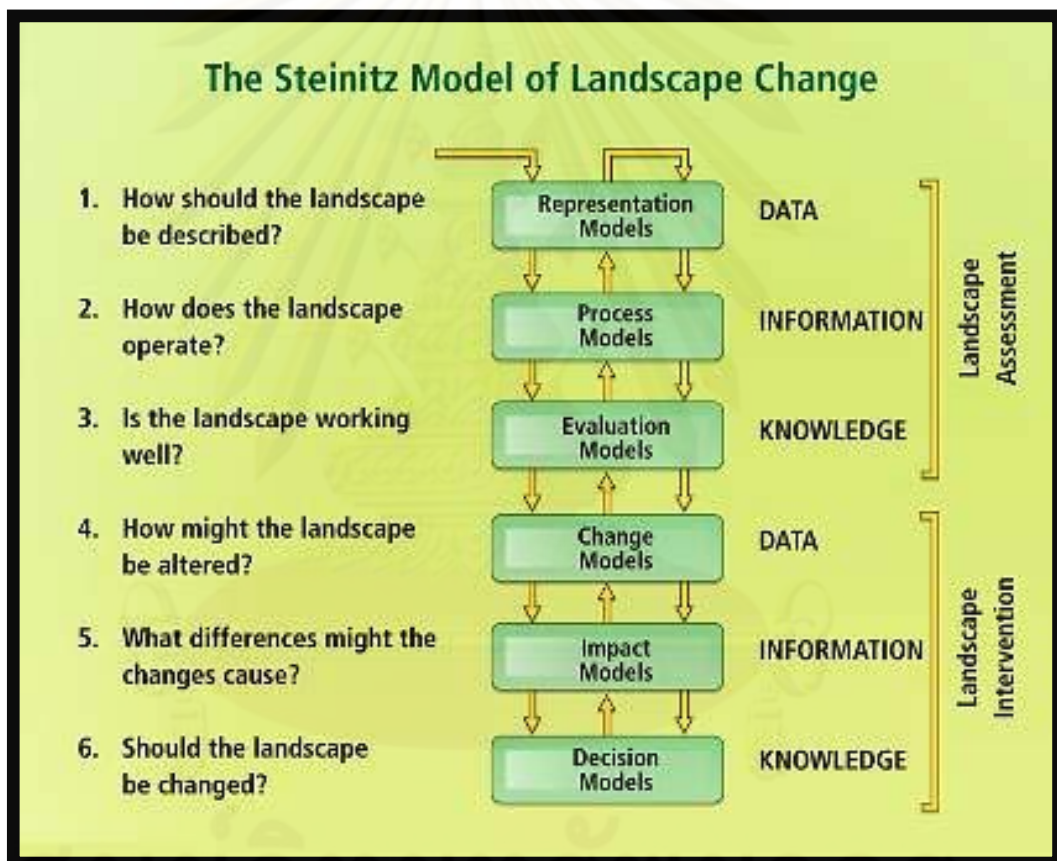 The Steinitz Model of Landscape Change
1. How should the landscape
be described?
Representation
Models
DATA
2. How does the landscape
operate?
Process
Models
INFORMATION
3. Is the landscape working
well?
Evaluation
Models
KNOWLEDGE
Landscape
Assessment
4. How might the landscape
be altered?
Change
Models
DATA
5. What differences might the
changes cause?
Impact
Models
INFORMATION
6. Should the landscape
be changed?
Decision
Models
KNOWLEDGE
Landscape
Intervention